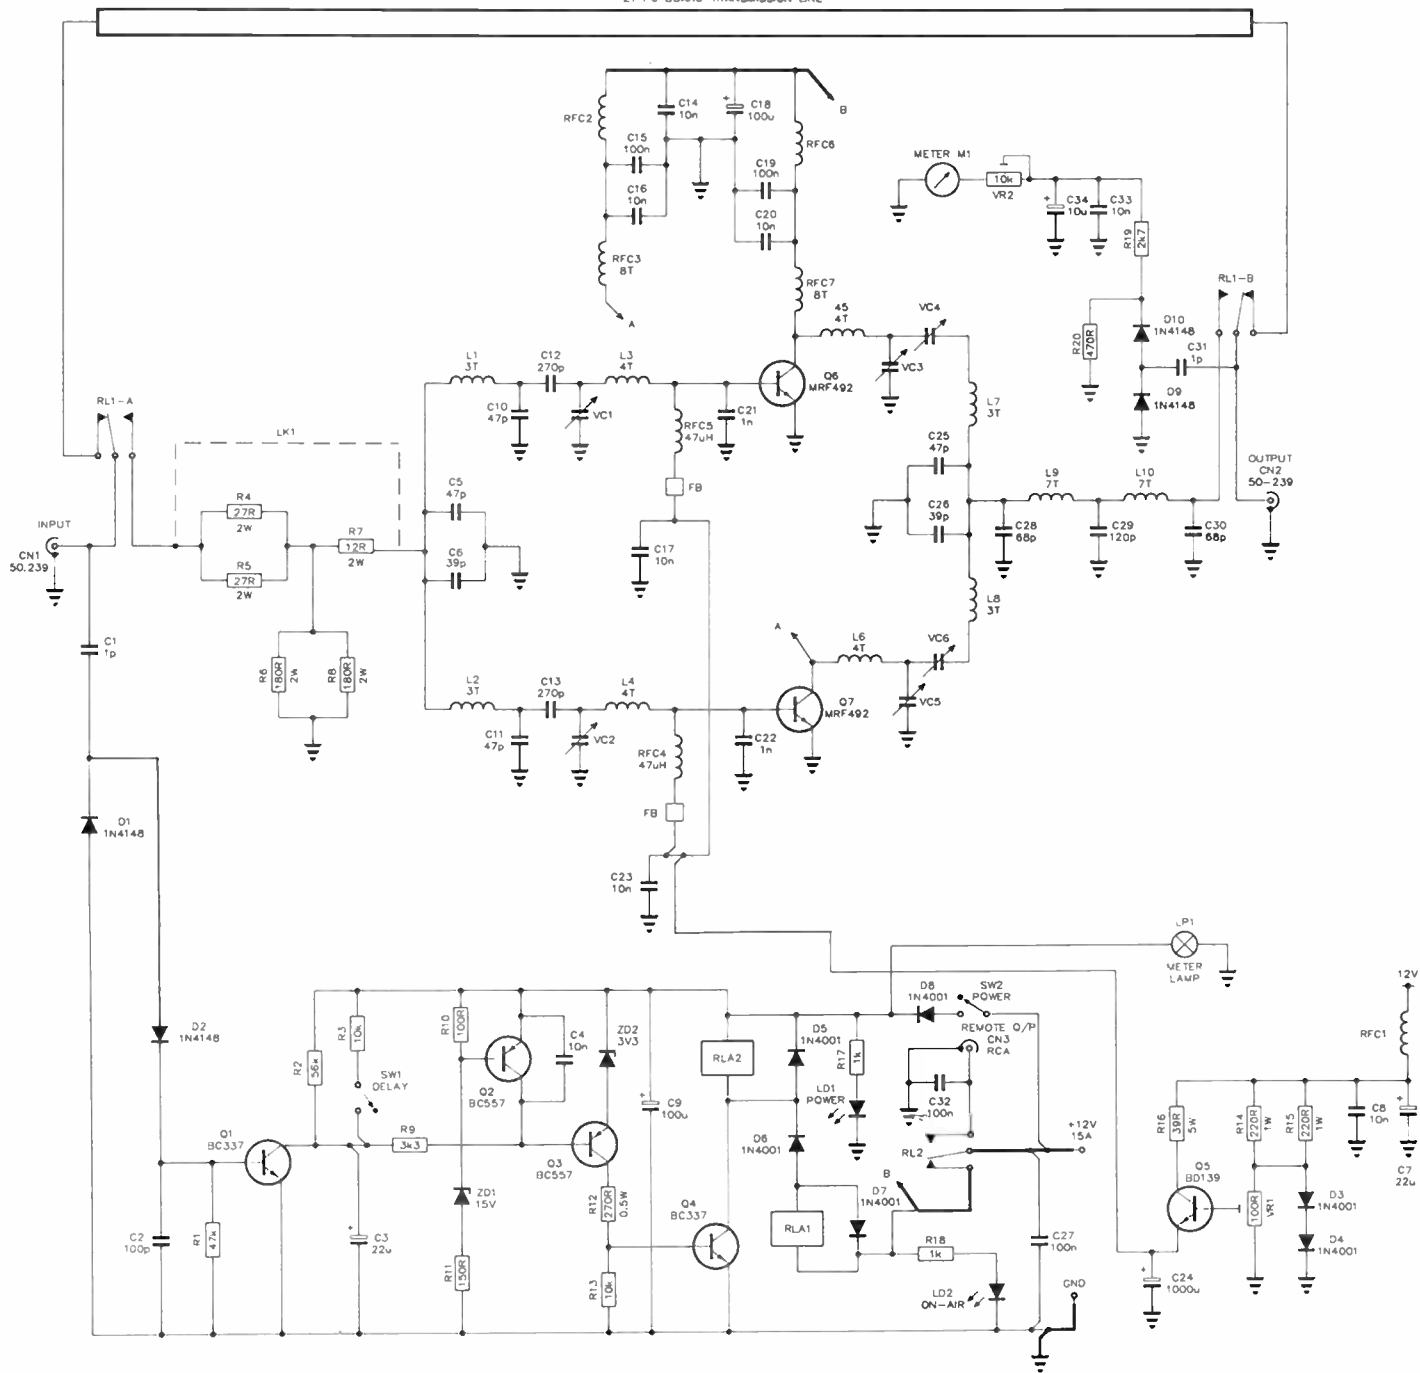 RFC2
C14
10n
C18
100u
B
C15
100n
C16
10n
C19
100n
C20
10n
RFC6
RFC3
8T
RFC7
8T
A
METER M1
10k
VR2
C34
10u
C33
10n
R19
2k7
RL1-B
D10
1N4148
R20
470R
C31
1p
D9
1N4148
OUTPUT
CN2
50-239
45
4T
VC4
VC3
Q6
MRF492
L1
3T
C12
270p
L3
4T
C10
47p
VC1
RFC5
47uH
C21
1n
FB
L7
3T
C25
47p
C26
39p
L9
7T
L10
7T
C28
68p
C29
120p
C30
68p
L8
3T
RL1-A
LK1
INPUT
CN1
50.239
R4
27R
2W
R5
27R
2W
R7
12R
2W
C5
47p
C6
39p
C17
10n
C1
1p
R6
180R
2W
R8
180R
2W
A
L6
4T
VC6
VC5
Q7
MRF492
L2
3T
C13
270p
L4
4T
C11
47p
VC2
RFC4
47uH
C22
1n
FB
C23
10n
D1
1N4148
LP1
METER
LAMP
12V
RFC1
D2
1N4148
R2
56k
R3
10k
SW1
DELAY
R10
100R
Q2
BC557
C4
10n
ZD2
3V3
C9
100u
RLA2
D5
1N4001
R17
1k
LD1
POWER
D8
1N4001
SW2
POWER
REMOTE O/P
CN3
RCA
C32
100n
Q1
BC337
R9
3k3
Q3
BC557
D6
1N4001
RL2
+12V
15A
B
D7
1N4001
R16
39R
5W
R14
220R
1W
R15
220R
1W
C8
10n
C7
22u
Q5
BD139
100R
VR1
D3
1N4001
D4
1N4001
C2
100p
R1
47k
C3
22u
ZD1
15V
R11
150R
R12
270R
0.5W
R13
10k
Q4
BC337
RLA1
R18
1k
LD2
ON-AIR
C27
100n
GND
C24
1000u